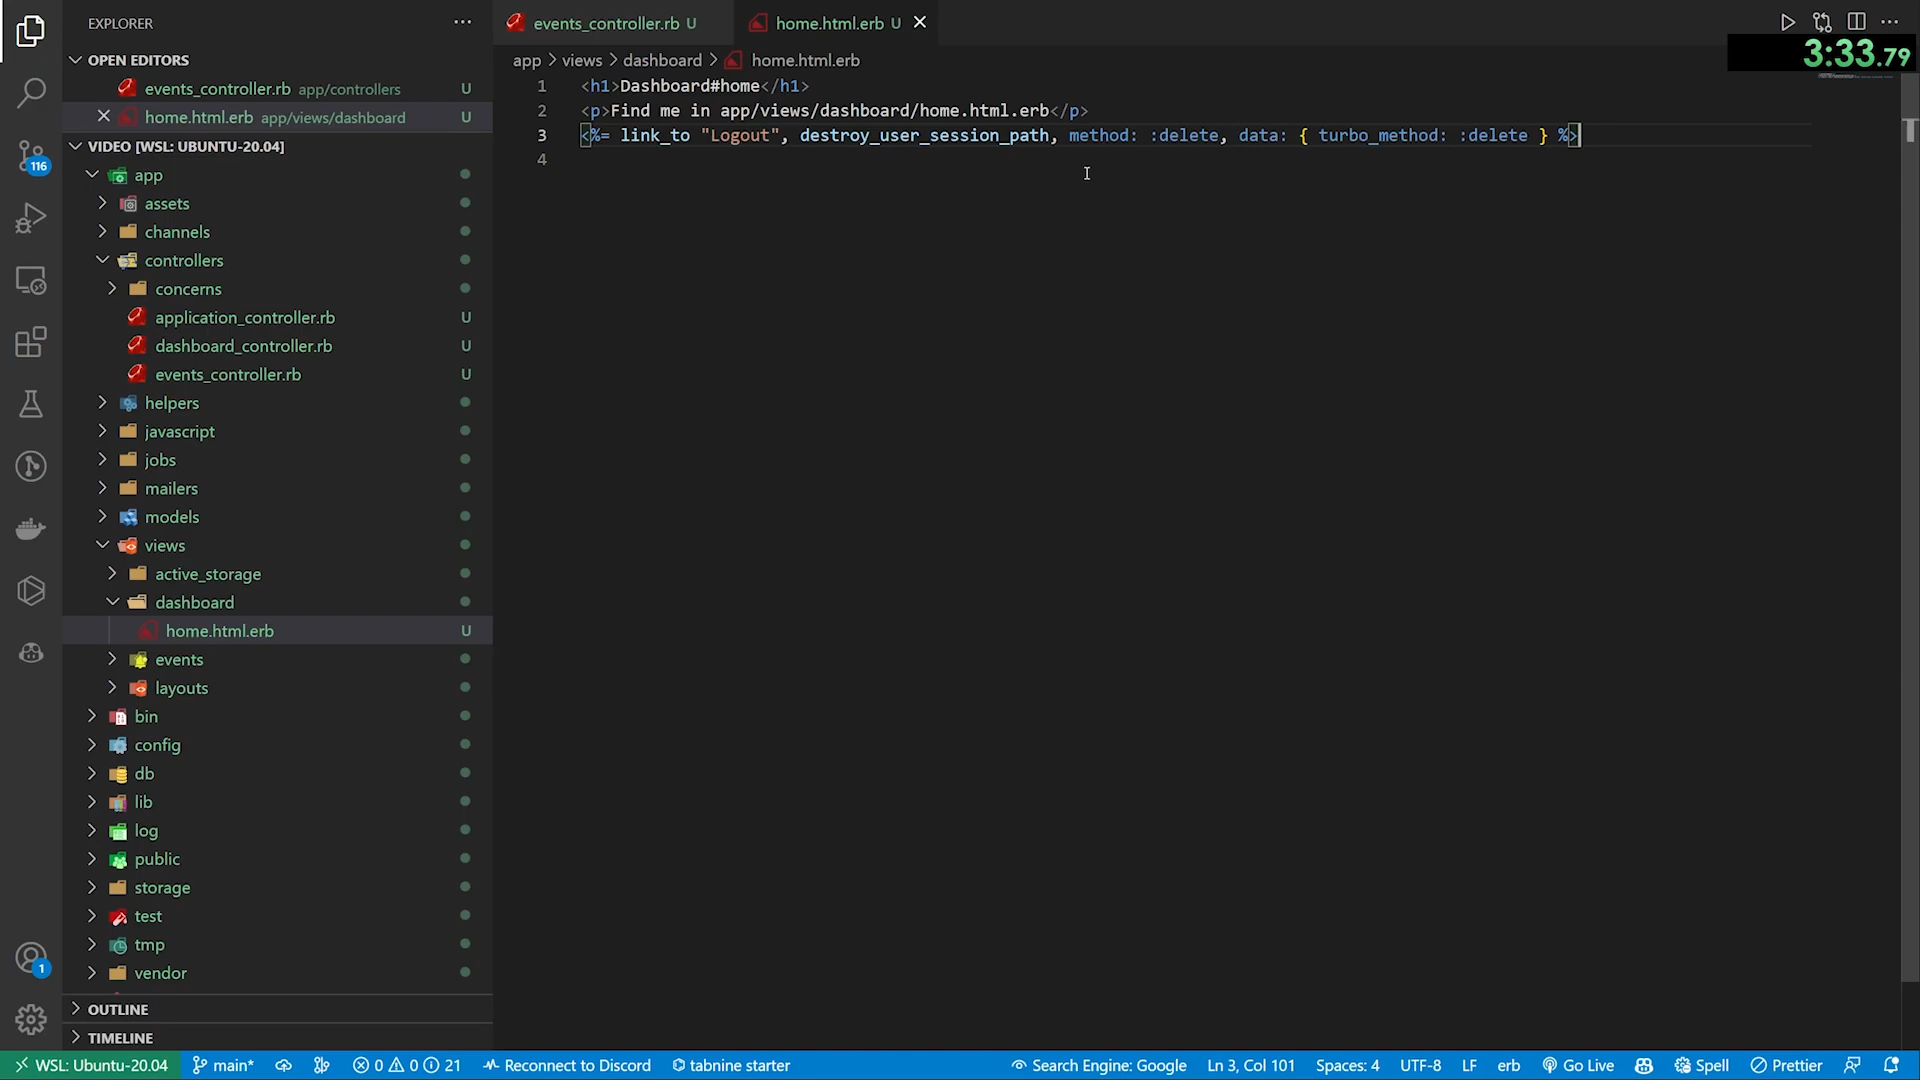 EXPLORER
OPEN EDITORS
events_controller.rb app/controllers U
home.html.erb app/views/dashboard U
VIDEO [WSL: UBUNTU-20.04]
app
assets
channels
controllers
concerns
application_controller.rb U
dashboard_controller.rb U
events_controller.rb U
helpers
javascript
jobs
mailers
models
views
active_storage
dashboard
home.html.erb U
events
layouts
bin
config
db
lib
log
public
storage
test
tmp
vendor
OUTLINE
TIMELINE
116
1
events_controller.rb U
home.html.erb U
3:33.79
app > views > dashboard > home.html.erb
1 <h1>Dashboard#home</h1>
2 <p>Find me in app/views/dashboard/home.html.erb</p>
3 <%= link_to "Logout", destroy_user_session_path, method: :delete, data: { turbo_method: :delete } %>
4
WSL: Ubuntu-20.04 main* 0 0 21 Reconnect to Discord tabnine starter Search Engine: Google Ln 3, Col 101 Spaces: 4 UTF-8 LF erb Go Live Spell Prettier